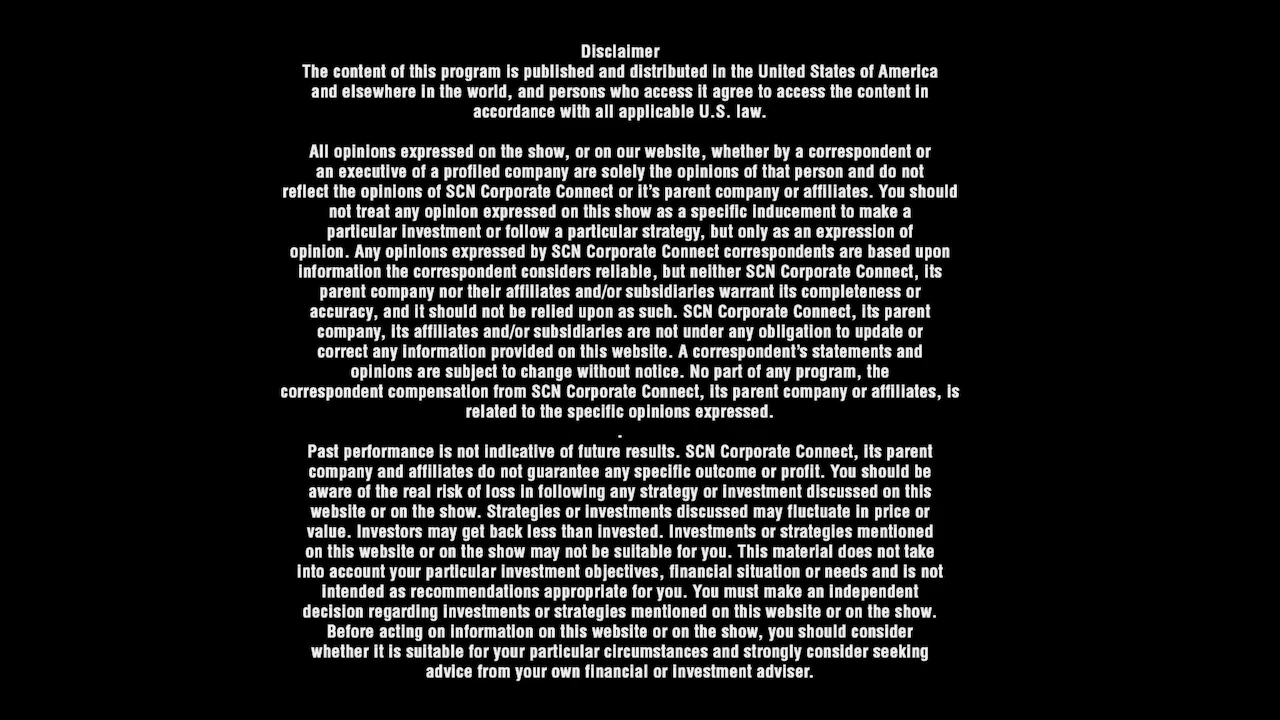 Disclaimer
The content of this program is published and distributed in the United States of America
and elsewhere in the world, and persons who access it agree to access the content in
accordance with all applicable U.S. law.
All opinions expressed on the show, or on our website, whether by a correspondent or
an executive of a profiled company are solely the opinions of that person and do not
reflect the opinions of SCN Corporate Connect or it's parent company or affiliates. You should
not treat any opinion expressed on this show as a specific inducement to make a
particular investment or follow a particular strategy, but only as an expression of
opinion. Any opinions expressed by SCN Corporate Connect correspondents are based upon
information the correspondent considers reliable, but neither SCN Corporate Connect, its
parent company nor their affiliates and/or subsidiaries warrant its completeness or
accuracy, and it should not be relied upon as such. SCN Corporate Connect, its parent
company, its affiliates and/or subsidiaries are not under any obligation to update or
correct any information provided on this website. A correspondent's statements and
opinions are subject to change without notice. No part of any program, the
correspondent compensation from SCN Corporate Connect, its parent company or affiliates, is
related to the specific opinions expressed.
.
Past performance is not indicative of future results. SCN Corporate Connect, its parent
company and affiliates do not guarantee any specific outcome or profit. You should be
aware of the real risk of loss in following any strategy or investment discussed on this
website or on the show. Strategies or investments discussed may fluctuate in price or
value. Investors may get back less than invested. Investments or strategies mentioned
on this website or on the show may not be suitable for you. This material does not take
into account your particular investment objectives, financial situation or needs and is not
intended as recommendations appropriate for you. You must make an independent
decision regarding investments or strategies mentioned on this website or on the show.
Before acting on information on this website or on the show, you should consider
whether it is suitable for your particular circumstances and strongly consider seeking
advice from your own financial or investment adviser.